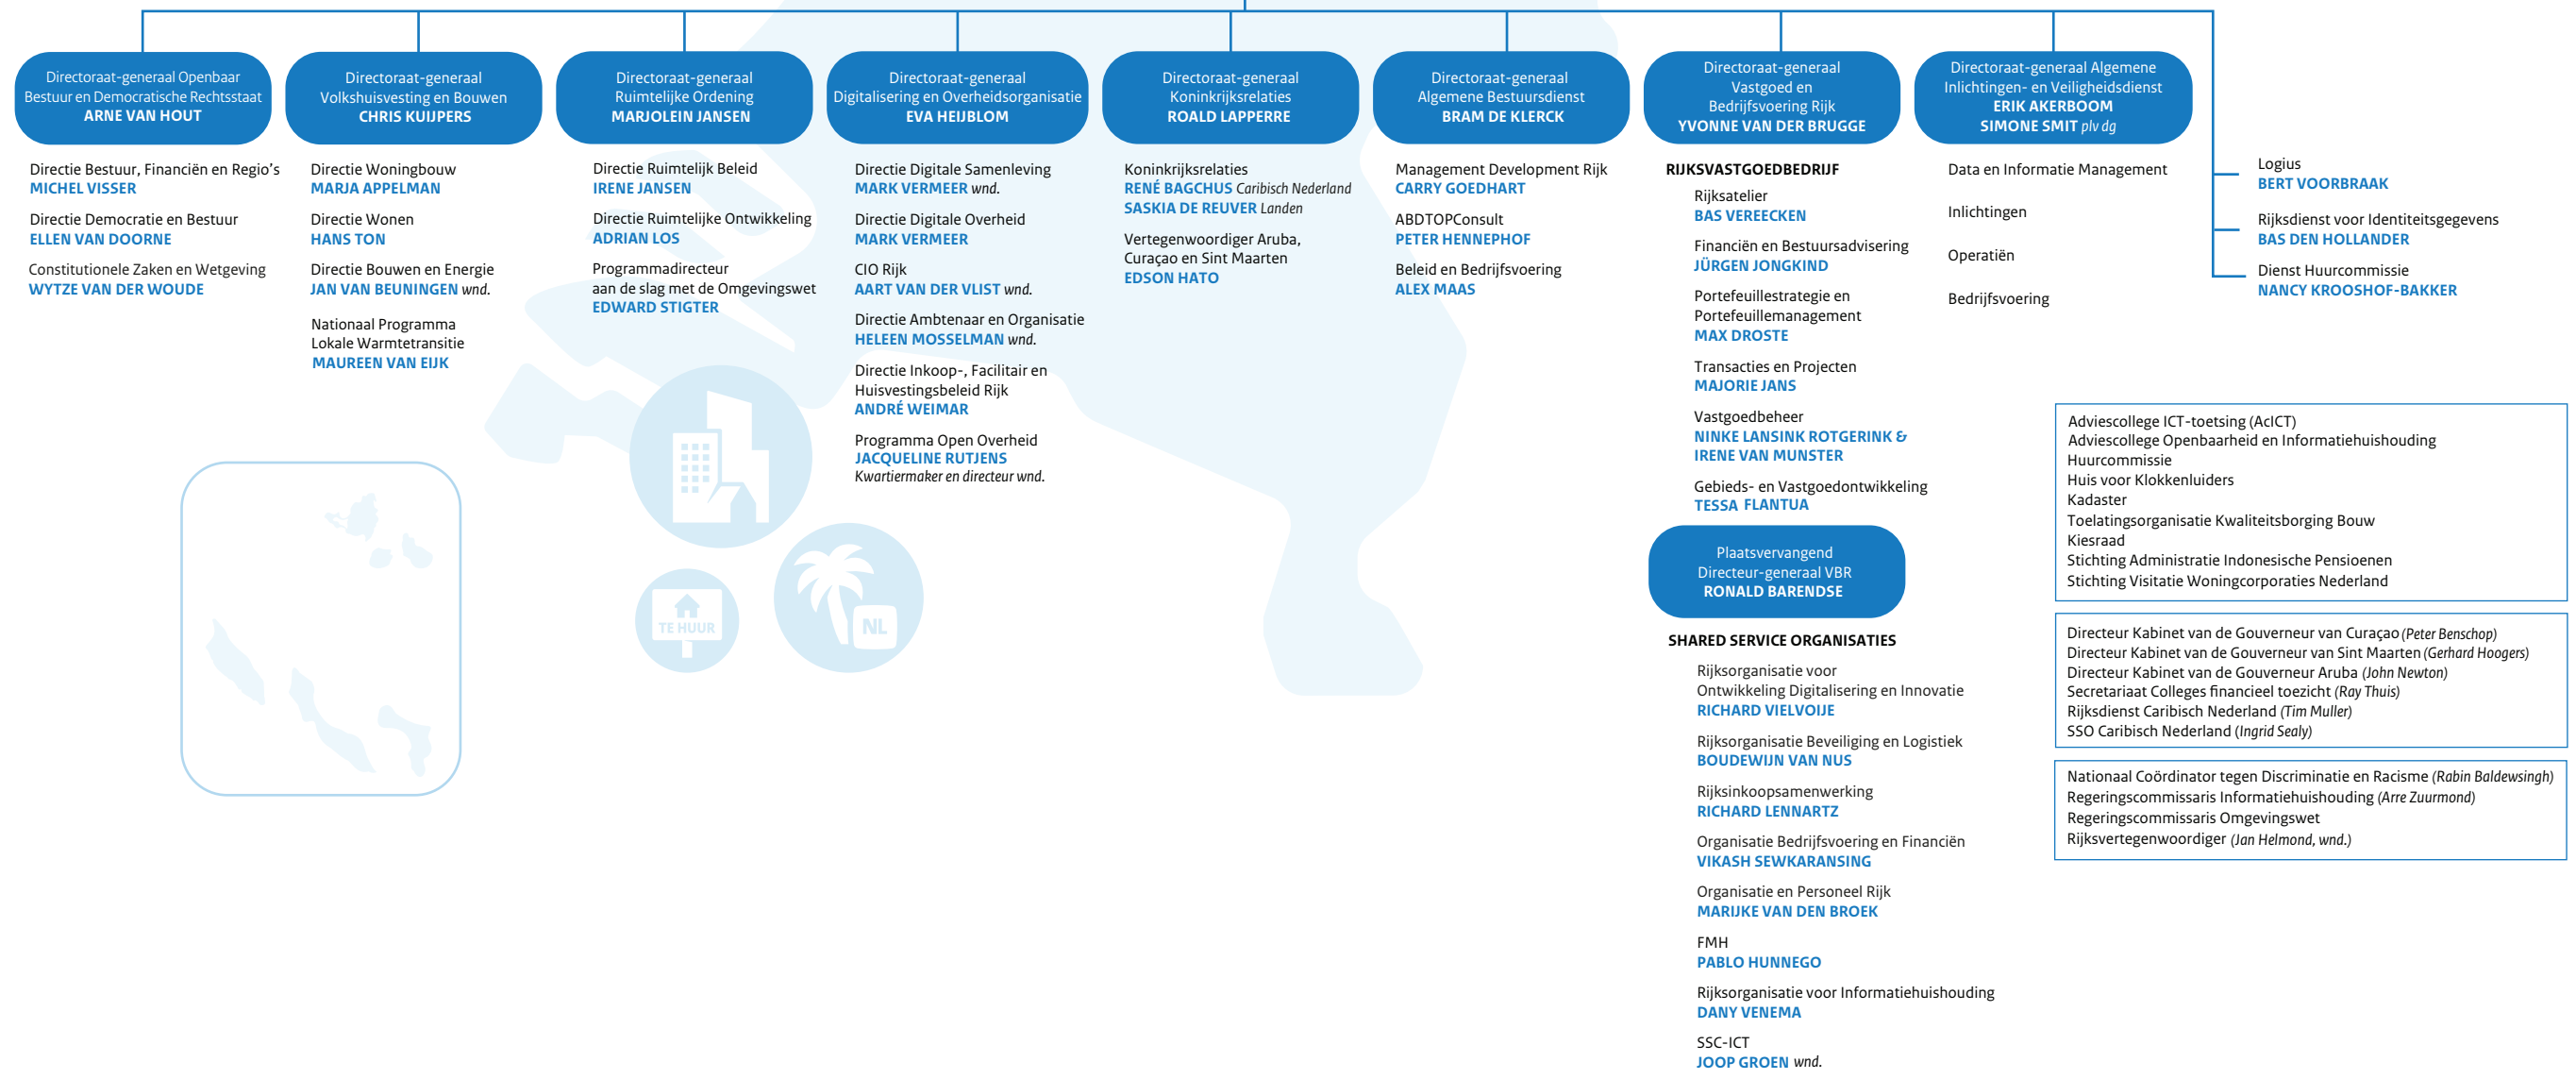 Directoraat-generaal Openbaar
Bestuur en Democratische Rechtsstaat
ARNE VAN HOUT
Directie Bestuur, Financiën en Regio's
MICHEL VISSER
Directie Democratie en Bestuur
ELLEN VAN DOORNE
Constitutionele Zaken en Wetgeving
WYTZE VAN DER WOUDE
Directoraat-generaal
Volkshuisvesting en Bouwen
CHRIS KUIJPERS
Directie Woningbouw
MARJA APPELMAN
Directie Wonen
HANS TON
Directie Bouwen en Energie
JAN VAN BEUNINGEN wnd.
Nationaal Programma
Lokale Warmtetransitie
MAUREEN VAN EIJK
Directoraat-generaal
Ruimtelijke Ordening
MARJOLEIN JANSEN
Directie Ruimtelijk Beleid
IRENE JANSEN
Directie Ruimtelijke Ontwikkeling
ADRIAN LOS
Programmadirecteur
aan de slag met de Omgevingswet
EDWARD STIGTER
Directoraat-generaal
Digitalisering en Overheidsorganisatie
EVA HEIJBLOM
Directie Digitale Samenleving
MARK VERMEER wnd.
Directie Digitale Overheid
MARK VERMEER
CIO Rijk
AART VAN DER VLIST wnd.
Directie Ambtenaar en Organisatie
HELEEN MOSSELMAN wnd.
Directie Inkoop-, Facilitair en
Huisvestingsbeleid Rijk
ANDRÉ WEIMAR
Programma Open Overheid
JACQUELINE RUTJENS
Kwartiermaker en directeur wnd.
Directoraat-generaal
Koninkrijksrelaties
ROALD LAPPERRE
Koninkrijksrelaties
RENÉ BAGCHUS Caribisch Nederland
SASKIA DE REUVER Landen
Vertegenwoordiger Aruba,
Curaçao en Sint Maarten
EDSON HATO
Directoraat-generaal
Algemene Bestuursdienst
BRAM DE KLERCK
Management Development Rijk
CARRY GOEDHART
ABDTOPConsult
PETER HENNEPHOF
Beleid en Bedrijfsvoering
ALEX MAAS
Directoraat-generaal
Vastgoed en
Bedrijfsvoering Rijk
YVONNE VAN DER BRUGGE
RIJKSVASTGOEDBEDRIJF
Rijksatelier
BAS VEREECKEN
Financiën en Bestuursadvisering
JÜRGEN JONGKIND
Portefeuillestrategie en
Portefeuillemanagement
MAX DROSTE
Transacties en Projecten
MAJORIE JANS
Vastgoedbeheer
NINKE LANSINK ROTGERINK &
IRENE VAN MUNSTER
Gebieds- en Vastgoedontwikkeling
TESSA FLANTUA
Plaatsvervangend
Directeur-generaal VBR
RONALD BARENDSE
SHARED SERVICE ORGANISATIES
Rijksorganisatie voor
Ontwikkeling Digitalisering en Innovatie
RICHARD VIELVOIJE
Rijksorganisatie Beveiliging en Logistiek
BOUDEWIJN VAN NUS
Rijksinkoopsamenwerking
RICHARD LENNARTZ
Organisatie Bedrijfsvoering en Financiën
VIKASH SEWKARANSING
Organisatie en Personeel Rijk
MARIJKE VAN DEN BROEK
FMH
PABLO HUNNEGO
Rijksorganisatie voor Informatiehuishouding
DANY VENEMA
SSC-ICT
JOOP GROEN wnd.
Directoraat-generaal Algemene
Inlichtingen- en Veiligheidsdienst
ERIK AKERBOOM
SIMONE SMIT plv dg
Data en Informatie Management
Inlichtingen
Operatiën
Bedrijfsvoering
Logius
BERT VOORBRAAK
Rijksdienst voor Identiteitsgegevens
BAS DEN HOLLANDER
Dienst Huurcommissie
NANCY KROOSHOF-BAKKER
Adviescollege ICT-toetsing (AcICT)
Adviescollege Openbaarheid en Informatiehuishouding
Huurcommissie
Huis voor Klokkenluiders
Kadaster
Toelatingsorganisatie Kwaliteitsborging Bouw
Kiesraad
Stichting Administratie Indonesische Pensioenen
Stichting Visitatie Woningcorporaties Nederland
Directeur Kabinet van de Gouverneur van Curaçao (Peter Benschop)
Directeur Kabinet van de Gouverneur van Sint Maarten (Gerhard Hoogers)
Directeur Kabinet van de Gouverneur Aruba (John Newton)
Secretariaat Colleges financieel toezicht (Ray Thuis)
Rijksdienst Caribisch Nederland (Tim Muller)
SSO Caribisch Nederland (Ingrid Sealy)
Nationaal Coördinator tegen Discriminatie en Racisme (Rabin Baldewsingh)
Regeringscommissaris Informatiehuishouding (Arre Zuurmond)
Regeringscommissaris Omgevingswet
Rijksvertegenwoordiger (Jan Helmond, wnd.)
TE HUUR
NL